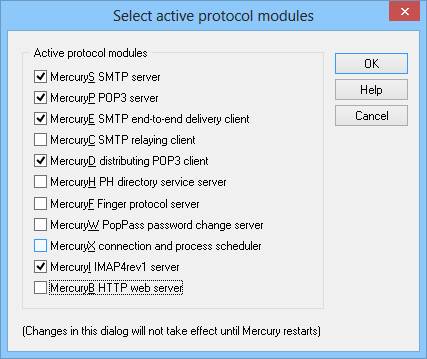 Select active protocol modules
Active protocol modules
MercuryS SMTP server
MercuryP POP3 server
MercuryE SMTP end-to-end delivery client
MercuryC SMTP relaying client
MercuryD distributing POP3 client
MercuryH PH directory service server
MercuryF Finger protocol server
MercuryW PopPass password change server
MercuryX connection and process scheduler
MercuryI IMAP4rev1 server
MercuryB HTTP web server
OK
Help
Cancel
(Changes in this dialog will not take effect until Mercury restarts)